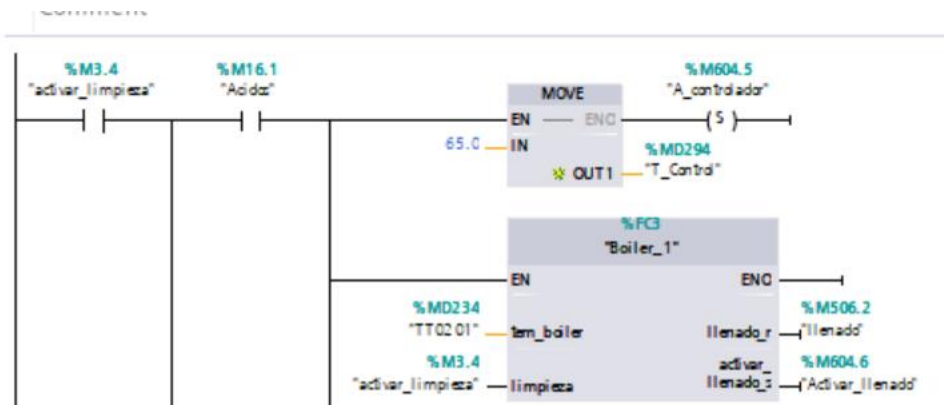 Comment
%M3.4
"activar_limpieza"
%M16.1
"Acidos"
MOVE
EN
ENO
65.0
IN
OUT1
%M604.5
"A_controlador"
S
%MD294
"T_Control"
%FC3
"Boiler_1"
EN
ENO
%MD234
"TT0201"
tem_boiler
%M3.4
"activar_limpieza"
limpieza
llenado_r
%M506.2
"llenado"
activar_
llenado_s
%M604.6
"Activar_llenado"